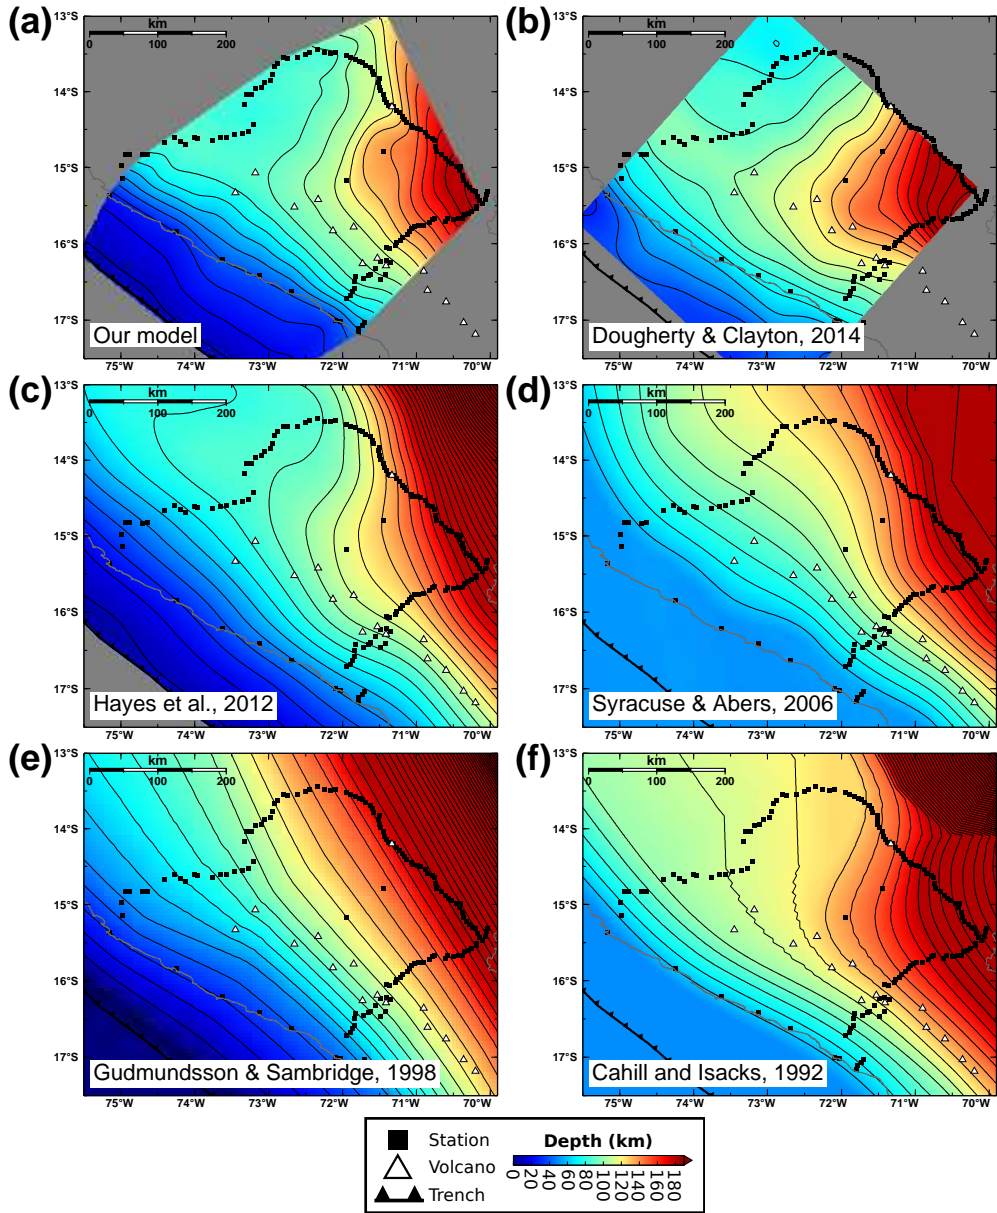 (a)
km
0 100 200
13°S
14°S
15°S
16°S
17°S
Our model
75°W 74°W 73°W 72°W 71°W 70°W
(b)
km
0 100 200
13°S
14°S
15°S
16°S
17°S
Dougherty & Clayton, 2014
75°W 74°W 73°W 72°W 71°W 70°W
(c)
km
0 100 200
13°S
14°S
15°S
16°S
17°S
Hayes et al., 2012
75°W 74°W 73°W 72°W 71°W 70°W
(d)
km
0 100 200
13°S
14°S
15°S
16°S
17°S
Syracuse & Abers, 2006
75°W 74°W 73°W 72°W 71°W 70°W
(e)
km
0 100 200
13°S
14°S
15°S
16°S
17°S
Gudmundsson & Sambridge, 1998
75°W 74°W 73°W 72°W 71°W 70°W
(f)
km
0 100 200
13°S
14°S
15°S
16°S
17°S
Cahill and Isacks, 1992
75°W 74°W 73°W 72°W 71°W 70°W
Station
Volcano
Trench
Depth (km)
0 20 40 60 80 100 120 140 160 180